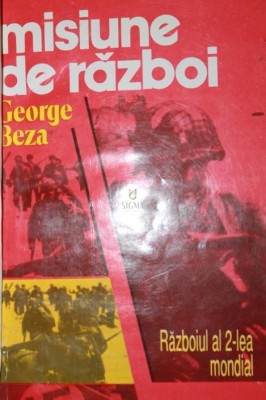 misiune
de război
George
Beza
SIGMA
Războiul al 2-lea
mondial